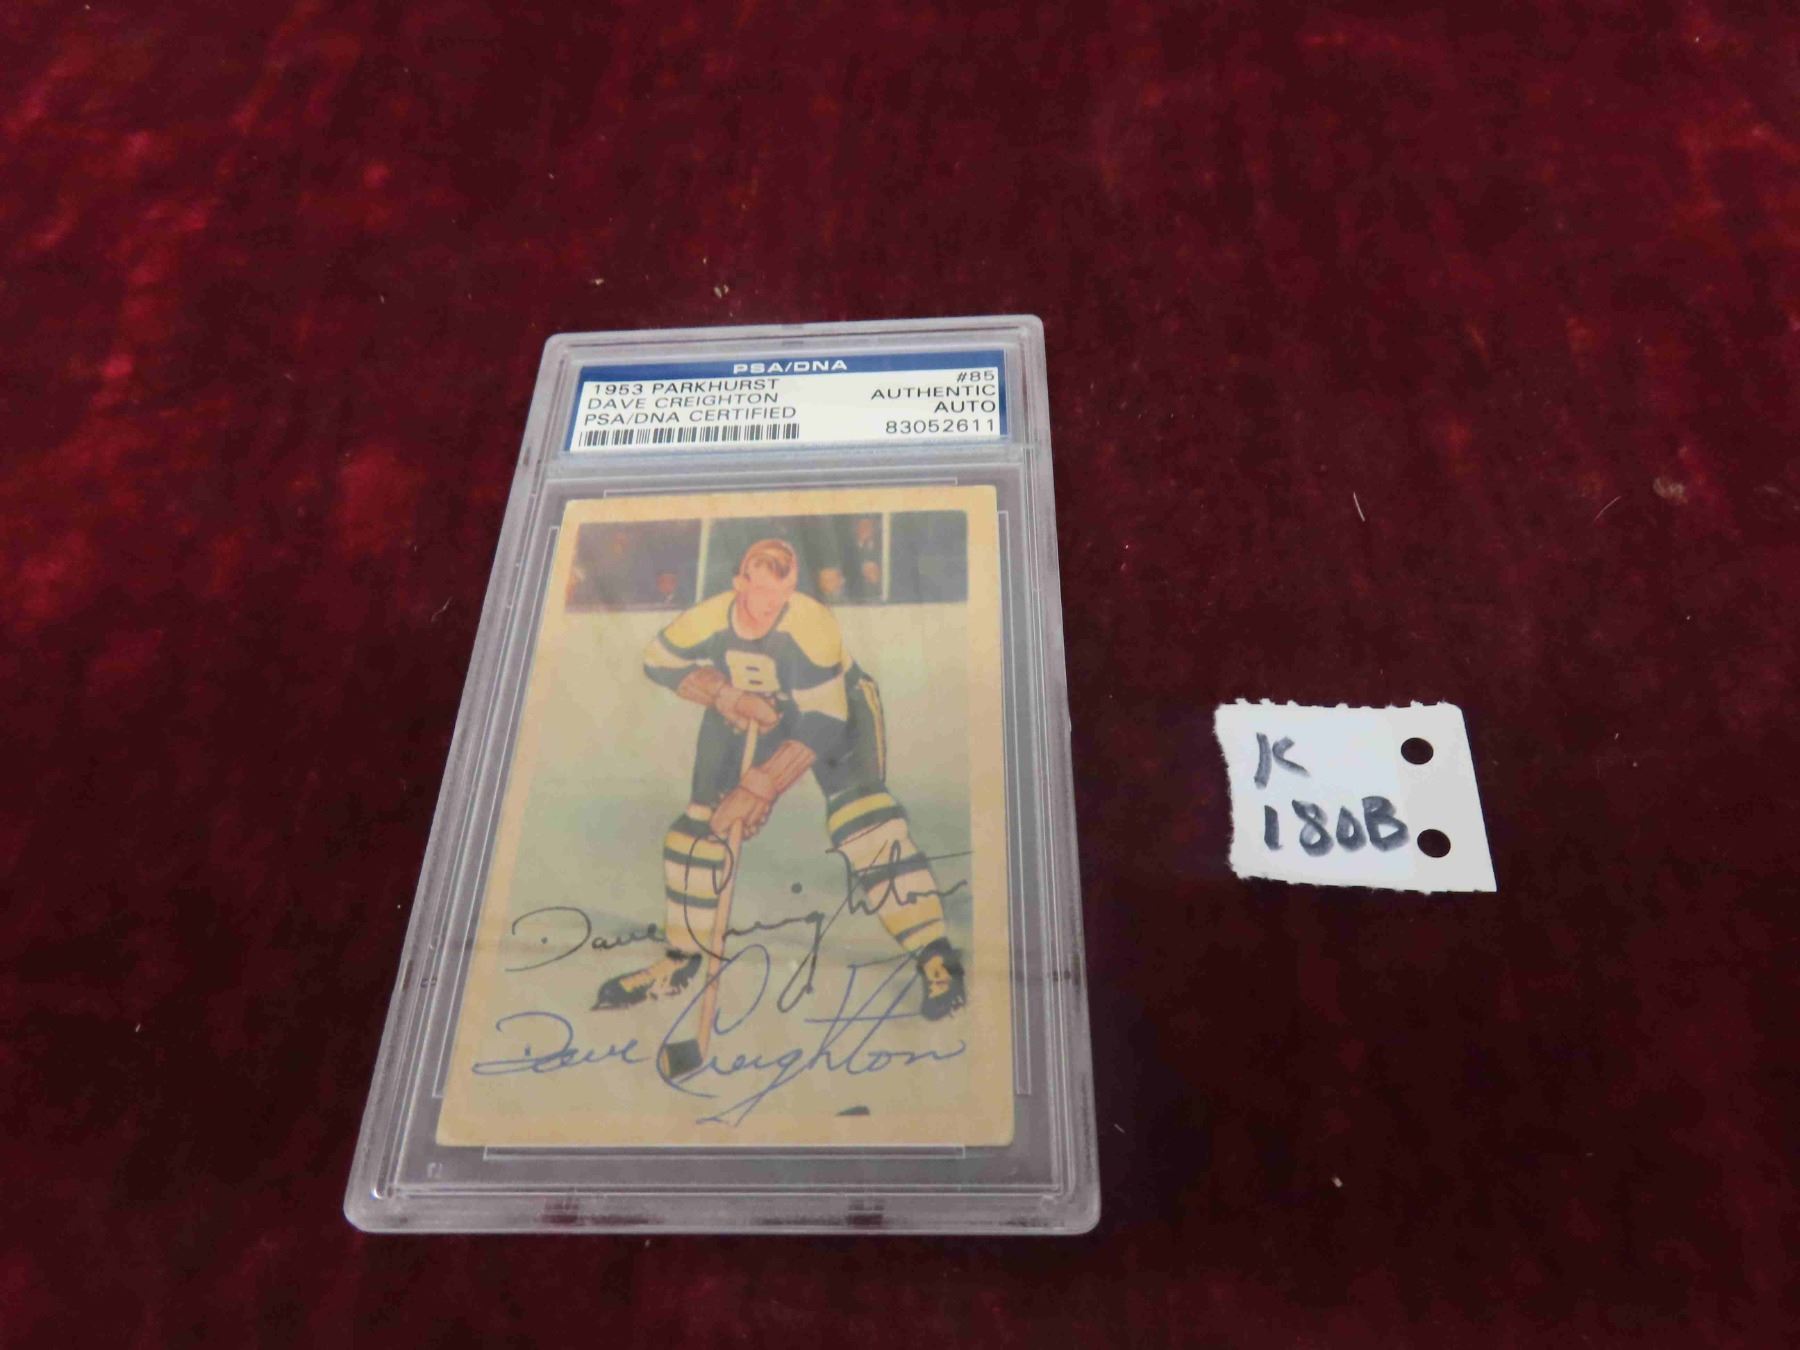 PSA/DNA
1953 PARKHURST #85
DAVE CREIGHTON AUTHENTIC
PSA/DNA CERTIFIED AUTO
83052611
B
Dave Creighton
Dave Creighton
K
180B